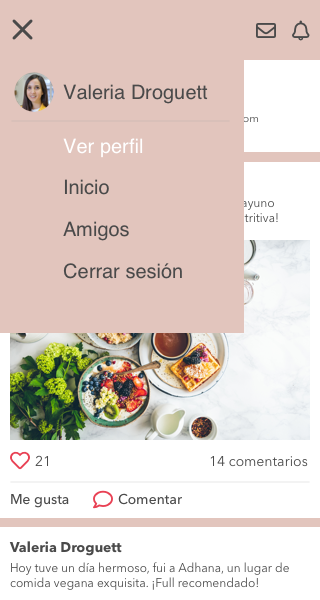 Valeria Droguett
om
Ver perfil
Inicio
ayuno
tritiva!
Amigos
Cerrar sesión
21
14 comentarios
Me gusta
Comentar
Valeria Droguett
Hoy tuve un día hermoso, fui a Adhana, un lugar de
comida vegana exquisita. ¡Full recomendado!